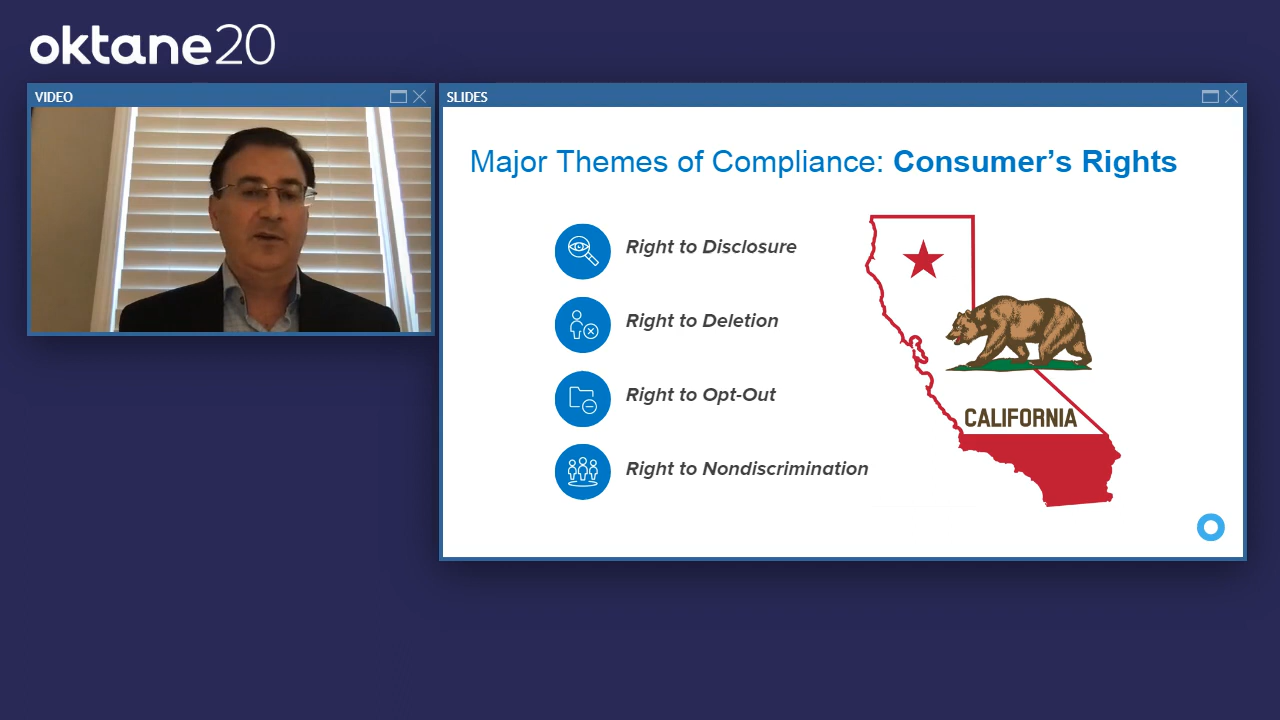 oktane20
VIDEO
SLIDES
Major Themes of Compliance: Consumer's Rights
Right to Disclosure
Right to Deletion
Right to Opt-Out
Right to Nondiscrimination
CALIFORNIA